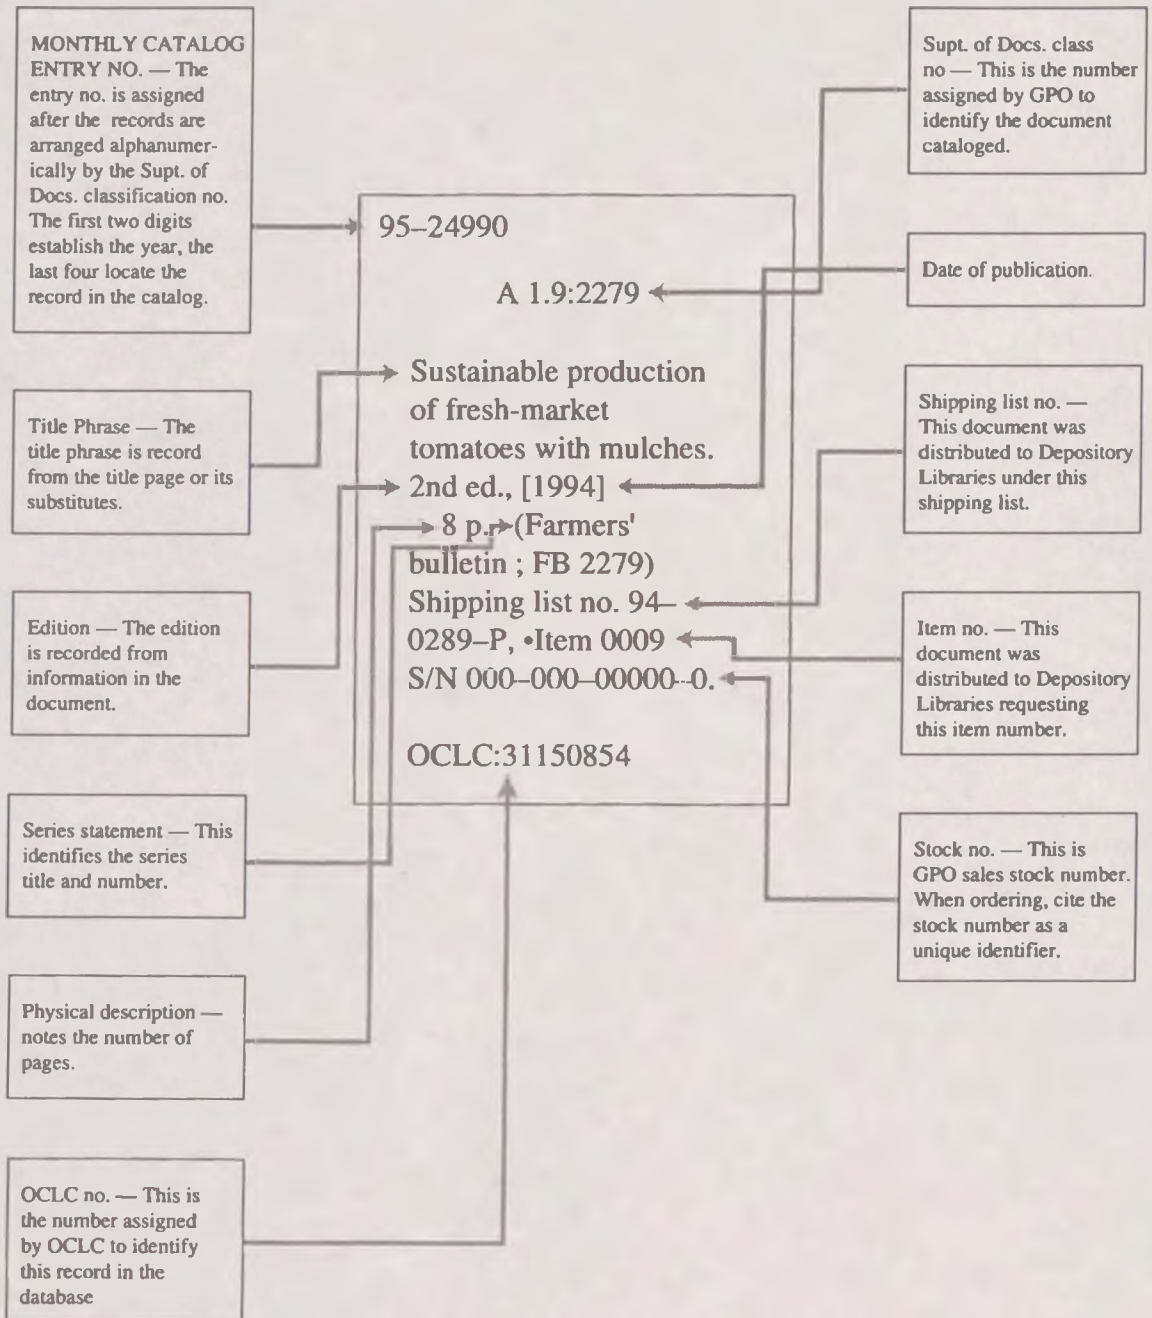 MONTHLY CATALOG
ENTRY NO. — The
entry no. is assigned
after the records are
arranged alphanumer-
ically by the Supt. of
Docs. classification no.
The first two digits
establish the year, the
last four locate the
record in the catalog.
Title Phrase — The
title phrase is record
from the title page or its
substitutes.
Edition — The edition
is recorded from
information in the
document.
Series statement — This
identifies the series
title and number.
Physical description —
notes the number of
pages.
OCLC no. — This is
the number assigned
by OCLC to identify
this record in the
database
95–24990
A 1.9:2279
Sustainable production
of fresh-market
tomatoes with mulches.
2nd ed., [1994]
8 p. (Farmers'
bulletin ; FB 2279)
Shipping list no. 94–
0289–P, •Item 0009
S/N 000–000–00000–0.
OCLC:31150854
Supt. of Docs. class
no — This is the number
assigned by GPO to
identify the document
cataloged.
Date of publication.
Shipping list no. —
This document was
distributed to Depository
Libraries under this
shipping list.
Item no. — This
document was
distributed to Depository
Libraries requesting
this item number.
Stock no. — This is
GPO sales stock number.
When ordering, cite the
stock number as a
unique identifier.